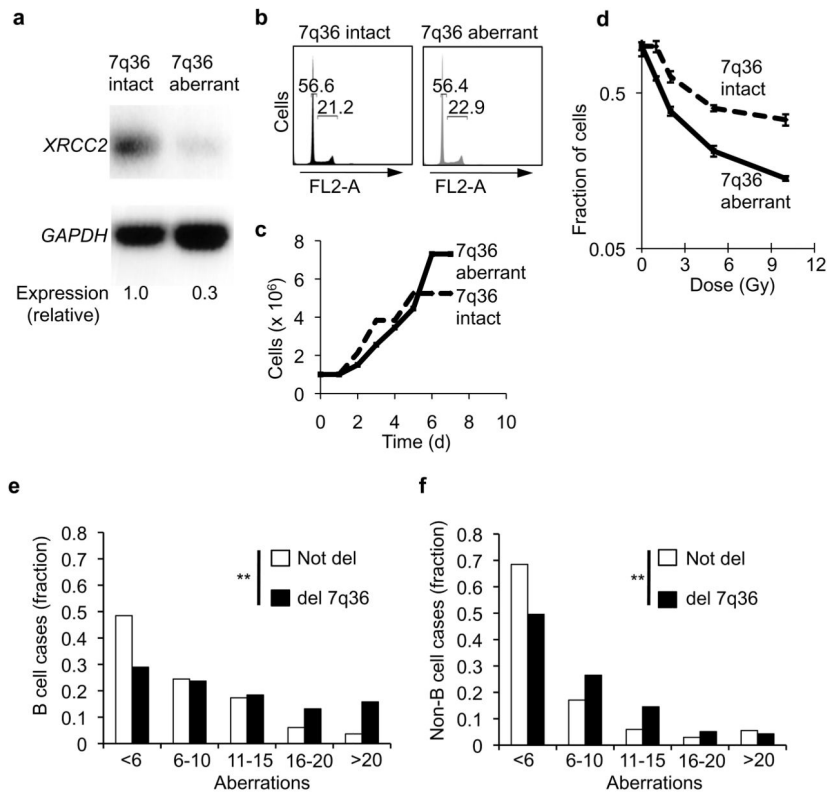 a
7q36 intact
7q36 aberrant
XRCC2
GAPDH
Expression (relative)
1.0 0.3
b
7q36 intact
7q36 aberrant
Cells
56.6
21.2
56.4
22.9
FL2-A
FL2-A
c
Cells (x 10⁶)
8
6
4
2
0
0 2 4 6 8 10
Time (d)
7q36 aberrant
7q36 intact
d
Fraction of cells
0.5
0.05
0 3 6 9 12
Dose (Gy)
7q36 intact
7q36 aberrant
e
B cell cases (fraction)
0.8
0.7
0.6
0.5
0.4
0.3
0.2
0.1
0
<6 6-10 11-15 16-20 >20
Aberrations
**
Not del
del 7q36
f
Non-B cell cases (fraction)
0.8
0.7
0.6
0.5
0.4
0.3
0.2
0.1
0
<6 6-10 11-15 16-20 >20
Aberrations
**
Not del
del 7q36